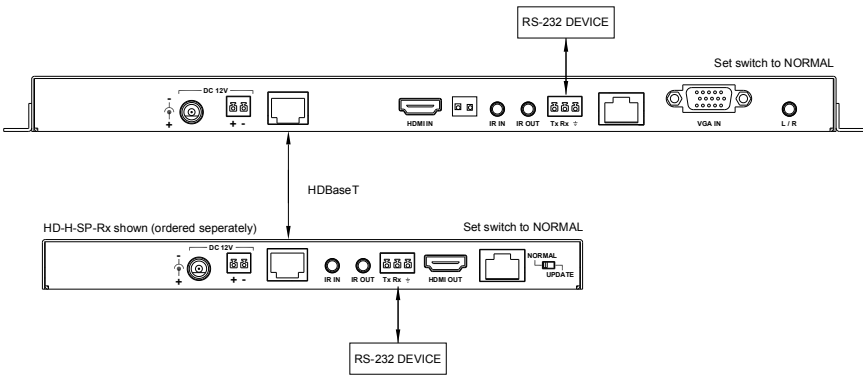 RS-232 DEVICE
Set switch to NORMAL
DC 12V
-
+
+ -
HDMI IN
IR IN
IR OUT
Tx Rx ⏚
VGA IN
L / R
HDBaseT
HD-H-SP-Rx shown (ordered seperately)
Set switch to NORMAL
DC 12V
-
+
+ -
IR IN
IR OUT
Tx Rx ⏚
HDMI OUT
NORMAL
UPDATE
RS-232 DEVICE